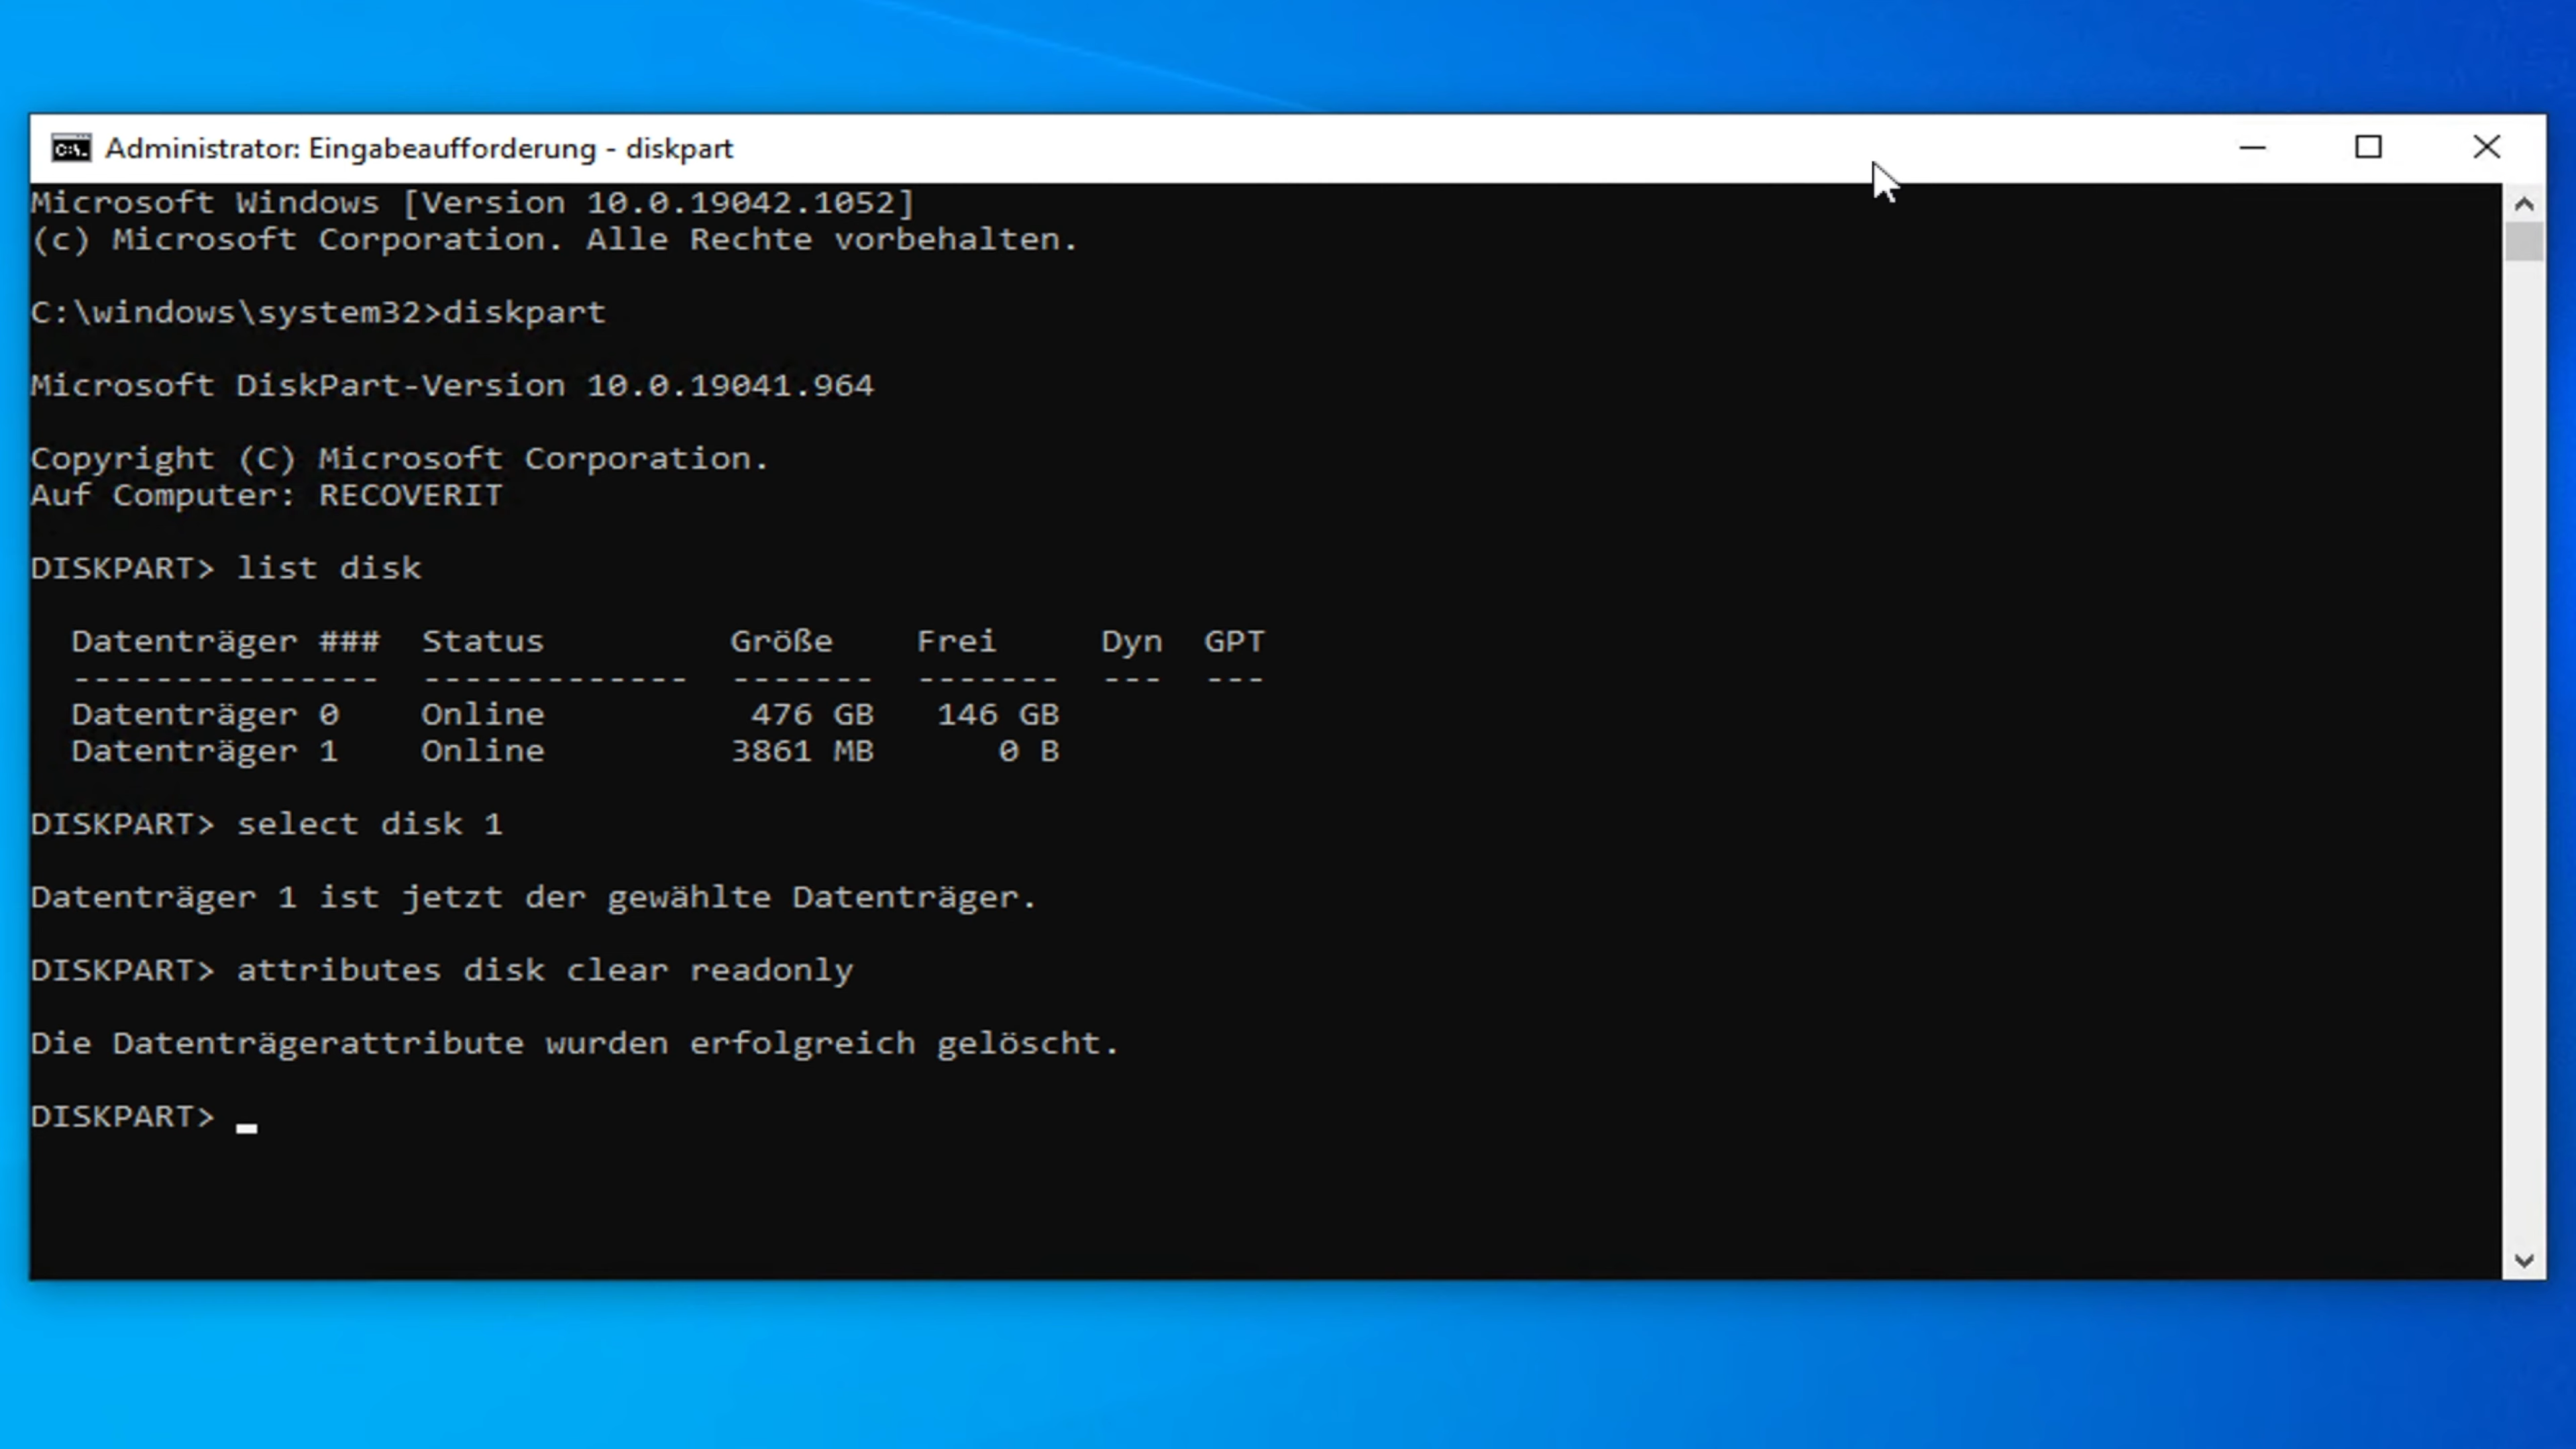 Administrator: Eingabeaufforderung - diskpart
Microsoft Windows [Version 10.0.19042.1052]
(c) Microsoft Corporation. Alle Rechte vorbehalten.
C:\windows\system32>diskpart
Microsoft DiskPart-Version 10.0.19041.964
Copyright (C) Microsoft Corporation.
Auf Computer: RECOVERIT
DISKPART> list disk
  Datenträger ###  Status         Größe    Frei     Dyn  GPT
  ---------------  -------------  -------  -------  ---  ---
  Datenträger 0    Online          476 GB   146 GB
  Datenträger 1    Online         3861 MB      0 B
DISKPART> select disk 1
Datenträger 1 ist jetzt der gewählte Datenträger.
DISKPART> attributes disk clear readonly
Die Datenträgerattribute wurden erfolgreich gelöscht.
DISKPART> _